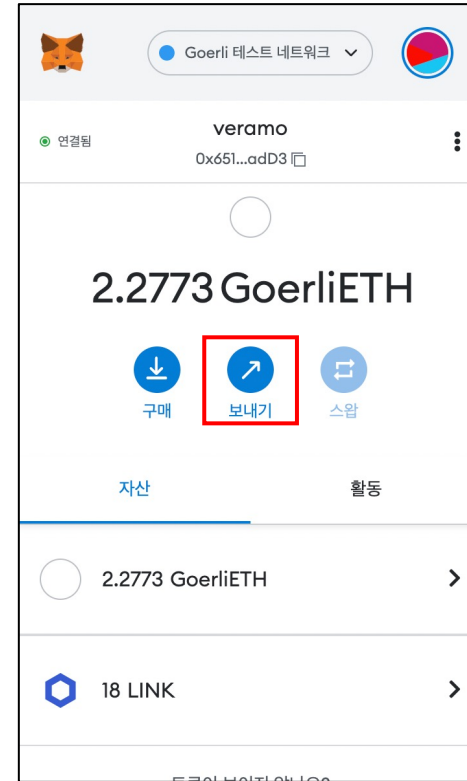 Goerli 테스트 네트워크
연결됨
veramo
0x651...adD3
2.2773 GoerliETH
구매 보내기 스왑
자산 활동
2.2773 GoerliETH
18 LINK